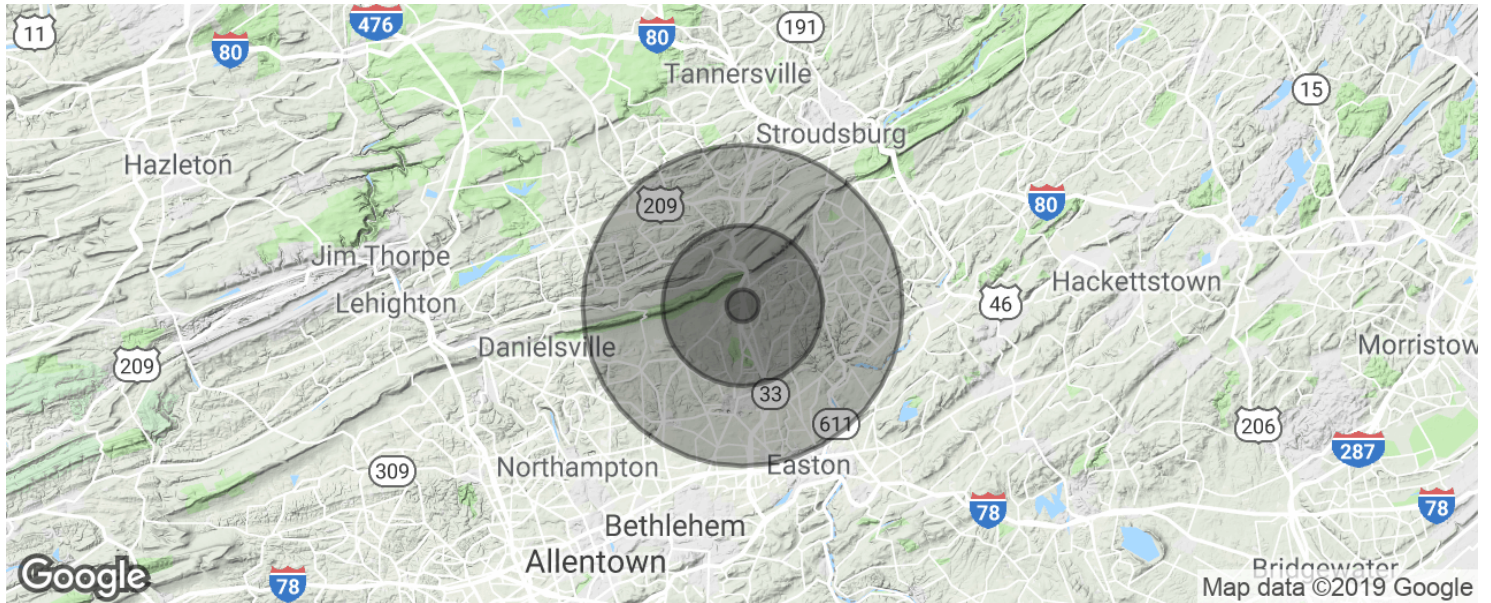 11
476
80
80
191
Tannersville
15
Stroudsburg
Hazleton
209
80
Jim Thorpe
Hackettstown
Lehighton
46
Danielsville
Morristow
209
33
611
206
Northampton
Easton
287
309
78
78
Bethlehem
Allentown
Bridgewater
78
Google
Map data ©2019 Google